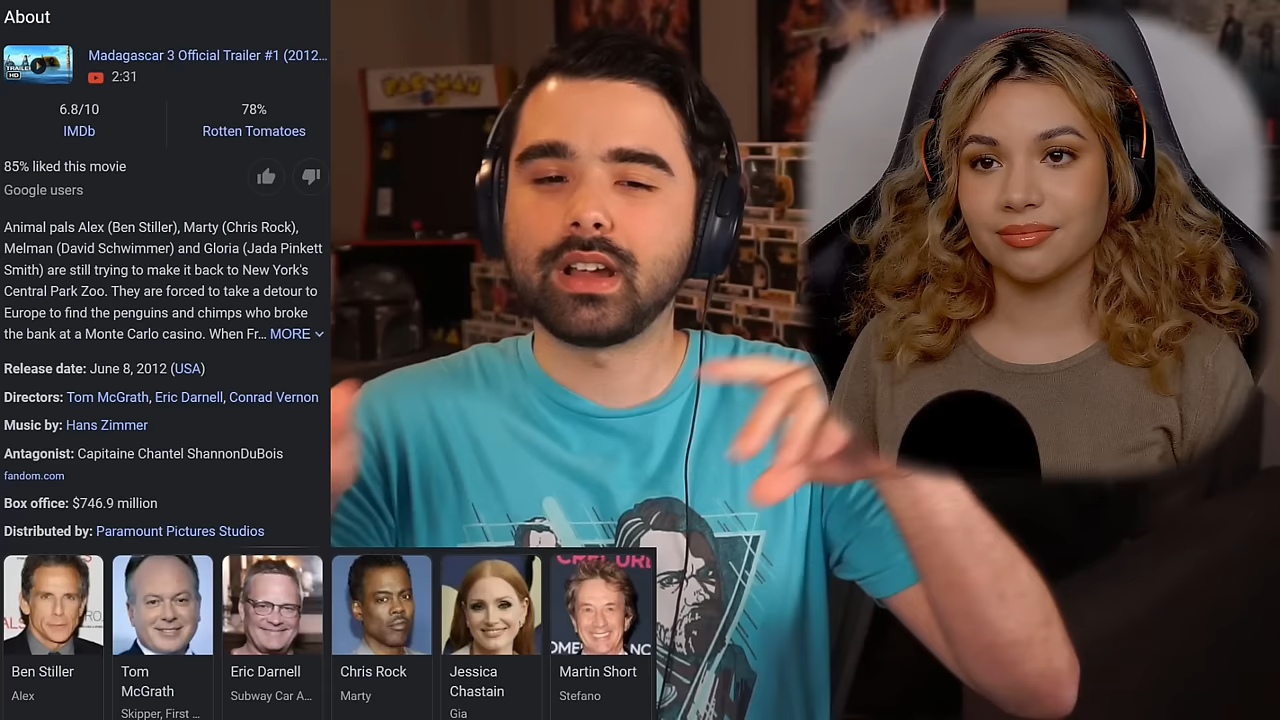 About
TRAILER
HD
Madagascar 3 Official Trailer #1 (2012...
2:31
6.8/10
78%
IMDb
Rotten Tomatoes
85% liked this movie
Google users
Animal pals Alex (Ben Stiller), Marty (Chris Rock),
Melman (David Schwimmer) and Gloria (Jada Pinkett
Smith) are still trying to make it back to New York's
Central Park Zoo. They are forced to take a detour to
Europe to find the penguins and chimps who broke
the bank at a Monte Carlo casino. When Fr... MORE
Release date: June 8, 2012 (USA)
Directors: Tom McGrath, Eric Darnell, Conrad Vernon
Music by: Hans Zimmer
Antagonist: Capitaine Chantel ShannonDuBois
fandom.com
Box office: $746.9 million
Distributed by: Paramount Pictures Studios
Ben Stiller
Alex
Tom
McGrath
Skipper, First ...
Eric Darnell
Subway Car A...
Chris Rock
Marty
Jessica
Chastain
Gia
Martin Short
Stefano
PAC-MAN